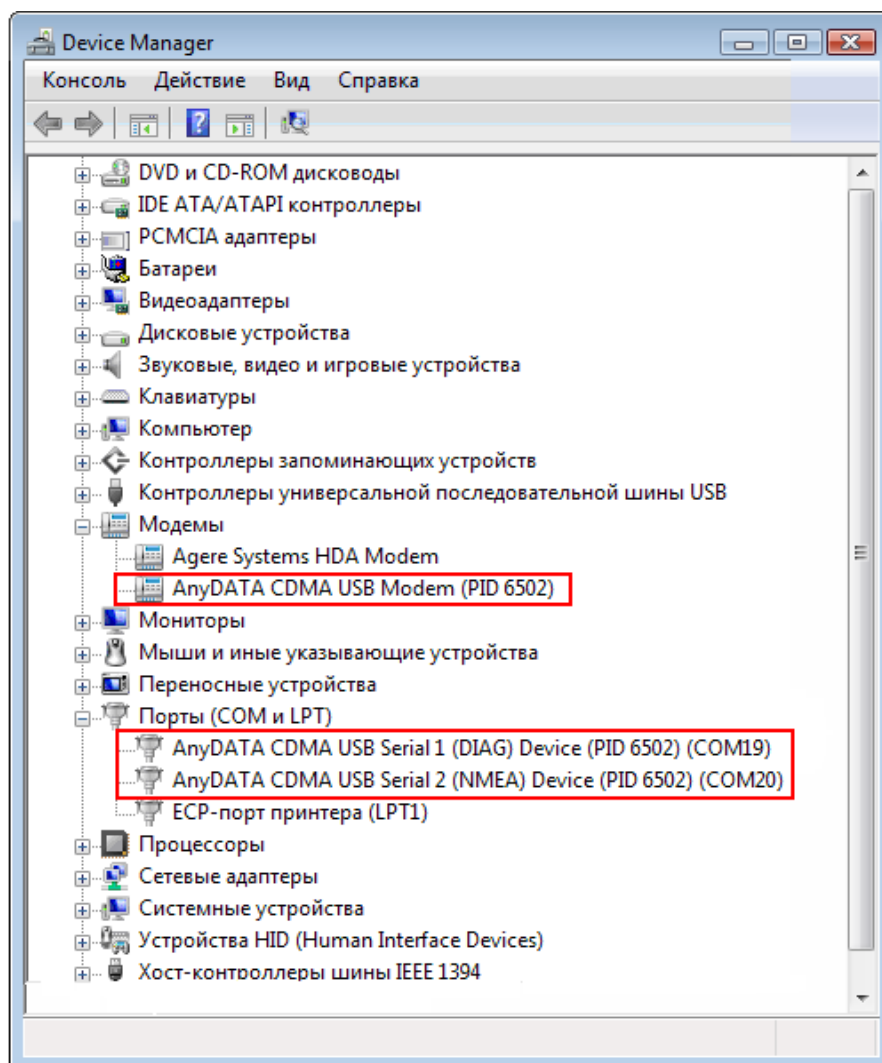 Device Manager
Консоль Действие Вид Справка
DVD и CD-ROM дисководы
IDE ATA/ATAPI контроллеры
PCMCIA адаптеры
Батареи
Видеоадаптеры
Дисковые устройства
Звуковые, видео и игровые устройства
Клавиатуры
Компьютер
Контроллеры запоминающих устройств
Контроллеры универсальной последовательной шины USB
Модемы
Agere Systems HDA Modem
AnyDATA CDMA USB Modem (PID 6502)
Мониторы
Мыши и иные указывающие устройства
Переносные устройства
Порты (COM и LPT)
AnyDATA CDMA USB Serial 1 (DIAG) Device (PID 6502) (COM19)
AnyDATA CDMA USB Serial 2 (NMEA) Device (PID 6502) (COM20)
ECP-порт принтера (LPT1)
Процессоры
Сетевые адаптеры
Системные устройства
Устройства HID (Human Interface Devices)
Хост-контроллеры шины IEEE 1394